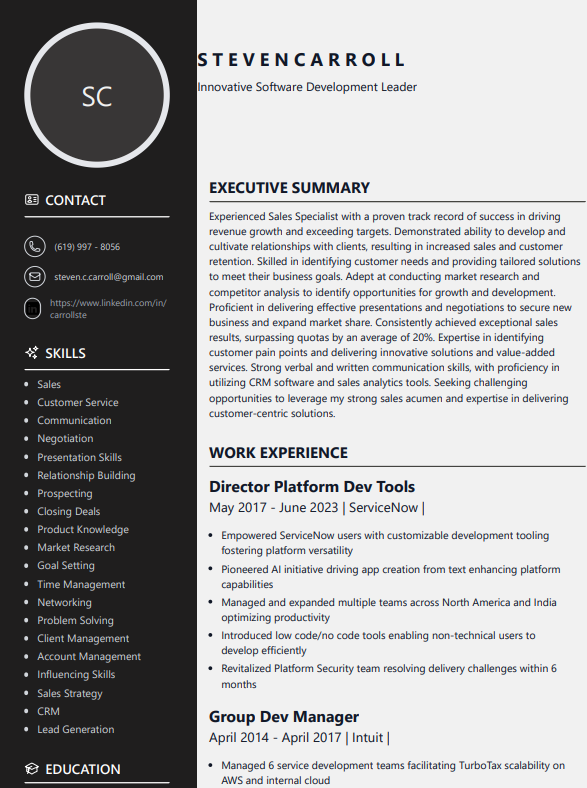 SC
S T E V E N C A R R O L L
Innovative Software Development Leader
CONTACT
(619) 997 - 8056
steven.c.carroll@gmail.com
https://www.linkedin.com/in/
carrollste
SKILLS
Sales
Customer Service
Communication
Negotiation
Presentation Skills
Relationship Building
Prospecting
Closing Deals
Product Knowledge
Market Research
Goal Setting
Time Management
Networking
Problem Solving
Client Management
Account Management
Influencing Skills
Sales Strategy
CRM
Lead Generation
EDUCATION
EXECUTIVE SUMMARY
Experienced Sales Specialist with a proven track record of success in driving
revenue growth and exceeding targets. Demonstrated ability to develop and
cultivate relationships with clients, resulting in increased sales and customer
retention. Skilled in identifying customer needs and providing tailored solutions
to meet their business goals. Adept at conducting market research and
competitor analysis to identify opportunities for growth and development.
Proficient in delivering effective presentations and negotiations to secure new
business and expand market share. Consistently achieved exceptional sales
results, surpassing quotas by an average of 20%. Expertise in identifying
customer pain points and delivering innovative solutions and value-added
services. Strong verbal and written communication skills, with proficiency in
utilizing CRM software and sales analytics tools. Seeking challenging
opportunities to leverage my strong sales acumen and expertise in delivering
customer-centric solutions.
WORK EXPERIENCE
Director Platform Dev Tools
May 2017 - June 2023 | ServiceNow |
• Empowered ServiceNow users with customizable development tooling
fostering platform versatility
• Pioneered AI initiative driving app creation from text enhancing platform
capabilities
• Managed and expanded multiple teams across North America and India
optimizing productivity
• Introduced low code/no code tools enabling non-technical users to
develop efficiently
• Revitalized Platform Security team resolving delivery challenges within 6
months
Group Dev Manager
April 2014 - April 2017 | Intuit |
• Managed 6 service development teams facilitating TurboTax scalability on
AWS and internal cloud